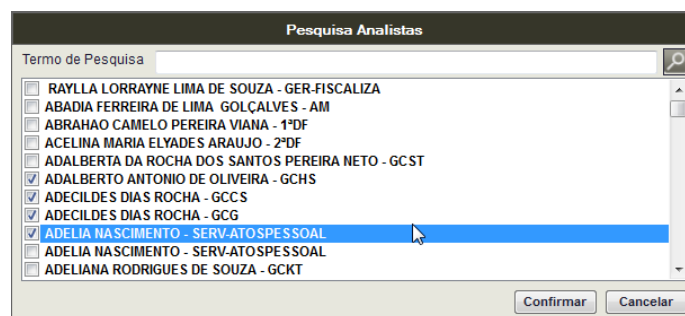 Pesquisa Analistas
Termo de Pesquisa
RAYLLA LORRAYNE LIMA DE SOUZA - GER-FISCALIZA
ABADIA FERREIRA DE LIMA GOLÇALVES - AM
ABRAHAO CAMELO PEREIRA VIANA - 1ªDF
ACELINA MARIA ELYADES ARAUJO - 2ªDF
ADALBERTA DA ROCHA DOS SANTOS PEREIRA NETO - GCST
ADALBERTO ANTONIO DE OLIVEIRA - GCHS
ADECILDES DIAS ROCHA - GCCS
ADECILDES DIAS ROCHA - GCG
ADELIA NASCIMENTO - SERV-ATOSPESSOAL
ADELIA NASCIMENTO - SERV-ATOSPESSOAL
ADELIANA RODRIGUES DE SOUZA - GCKT
Confirmar Cancelar